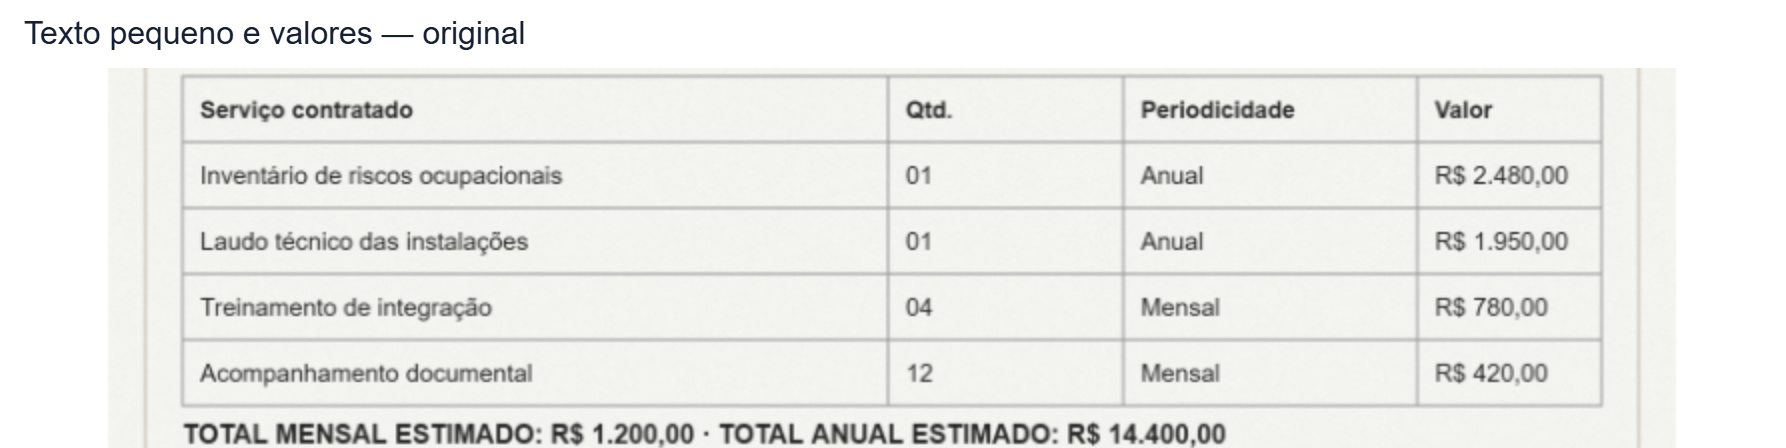 Texto pequeno e valores — original
Serviço contratado Qtd. Periodicidade Valor
Inventário de riscos ocupacionais 01 Anual R$ 2.480,00
Laudo técnico das instalações 01 Anual R$ 1.950,00
Treinamento de integração 04 Mensal R$ 780,00
Acompanhamento documental 12 Mensal R$ 420,00
TOTAL MENSAL ESTIMADO: R$ 1.200,00 · TOTAL ANUAL ESTIMADO: R$ 14.400,00